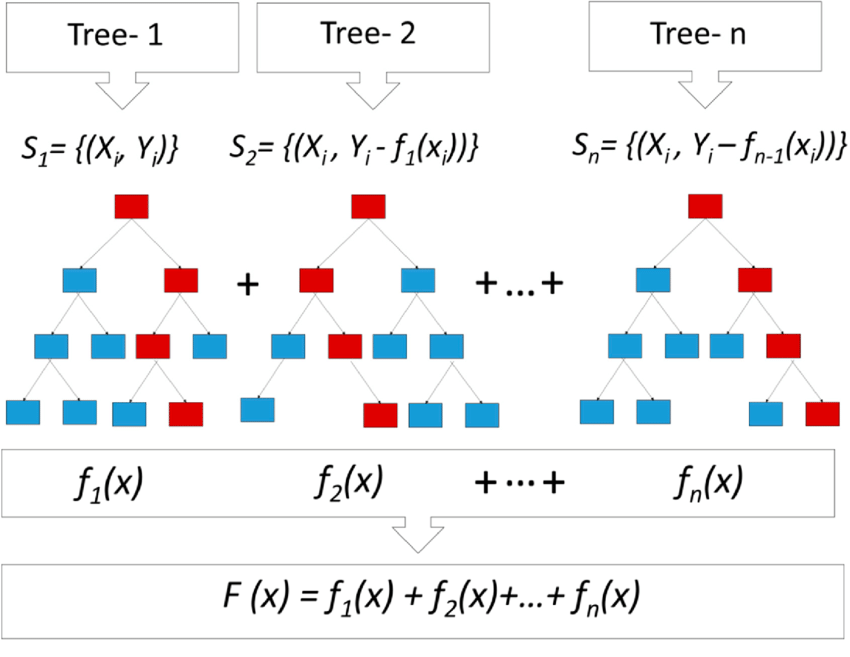 Tree- 1 Tree- 2 Tree- n
S₁= {(Xᵢ, Yᵢ)} S₂= {(Xᵢ , Yᵢ - f₁(xᵢ))} Sₙ= {(Xᵢ , Yᵢ – fₙ₋₁(xᵢ))}
+ +...+
f₁(x) f₂(x) +···+ fₙ(x)
F (x) = f₁(x) + f₂(x)+...+ fₙ(x)